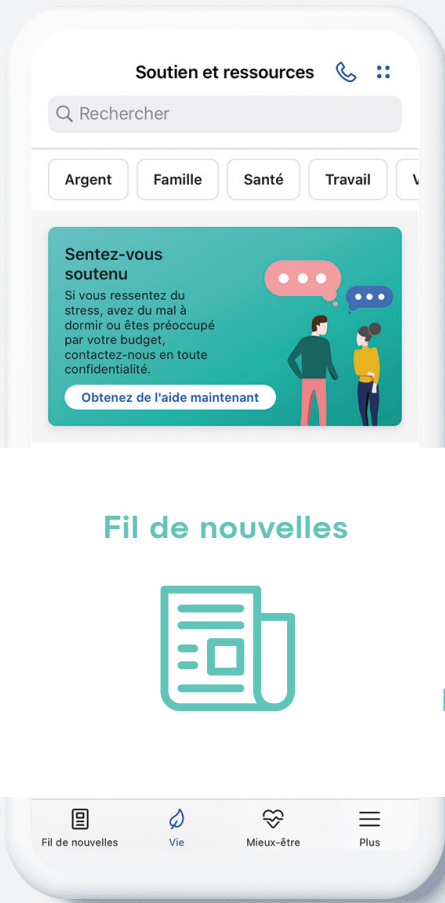 Soutien et ressources
Rechercher
Argent Famille Santé Travail
Sentez-vous
soutenu
Si vous ressentez du
stress, avez du mal à
dormir ou êtes préoccupé
par votre budget,
contactez-nous en toute
confidentialité.
Obtenez de l'aide maintenant
Fil de nouvelles
Fil de nouvelles Vie Mieux-être Plus